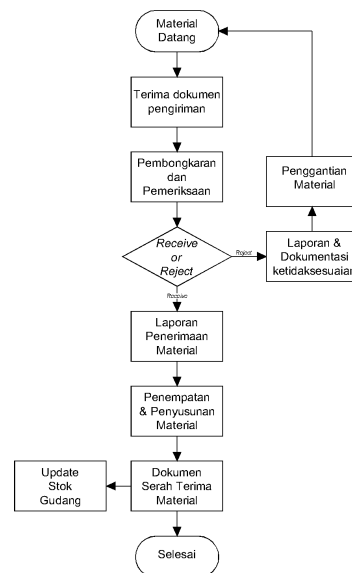 Material
Datang
Terima dokumen
pengiriman
Pembongkaran
dan
Pemeriksaan
Penggantian
Material
Receive
or
Reject
Reject
Laporan &
Dokumentasi
ketidaksesuaian
Receive
Laporan
Penerimaan
Material
Penempatan
& Penyusunan
Material
Update
Stok
Gudang
Dokumen
Serah Terima
Material
Selesai